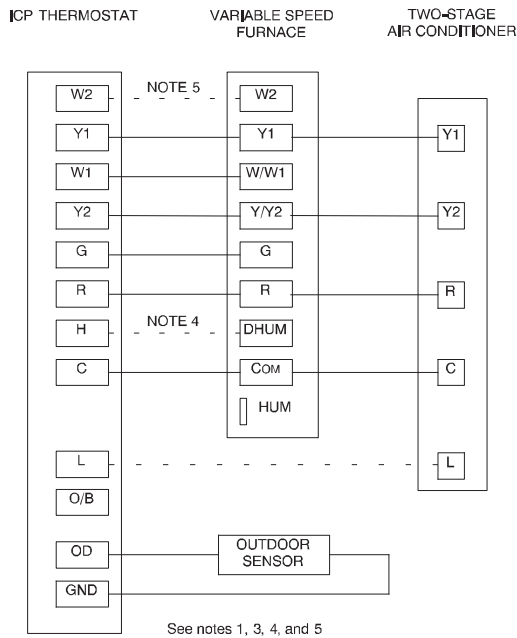 ICP THERMOSTAT
VARIABLE SPEED
FURNACE
TWO-STAGE
AIR CONDITIONER
W2 NOTE 5 W2
Y1 Y1 Y1
W1 W/W1
Y2 Y/Y2 Y2
G G
R R R
H NOTE 4 DHUM
C COM C
HUM
L L
O/B
OD OUTDOOR
SENSOR
GND
See notes 1, 3, 4, and 5